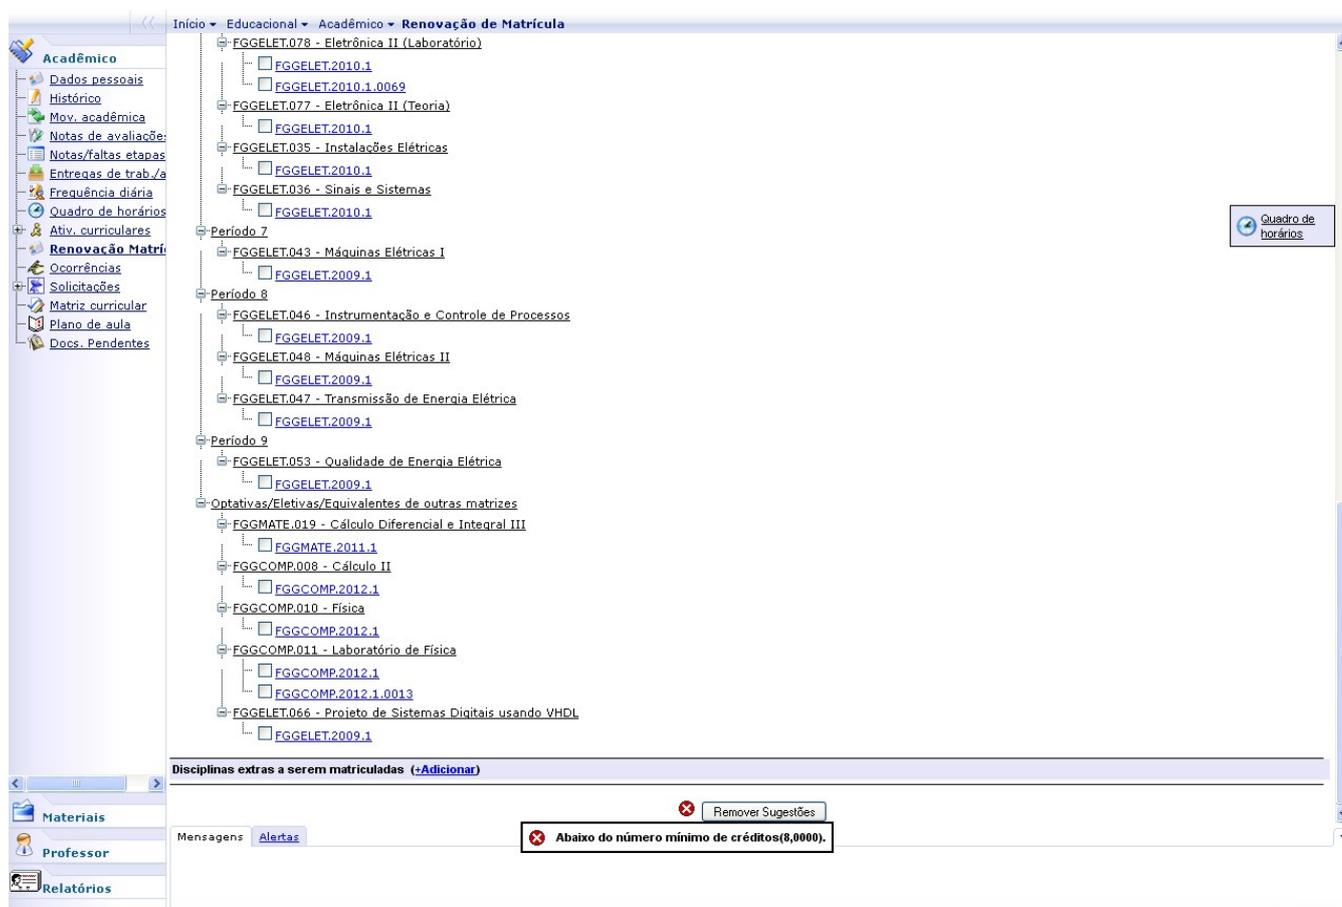 Início Educacional Acadêmico Renovação de Matrícula
Acadêmico
Dados pessoais
Histórico
Mov. acadêmica
Notas de avaliações
Notas/faltas etapas
Entregas de trab./a
Frequência diária
Quadro de horários
Ativ. curriculares
Renovação Matrí
Ocorrências
Solicitações
Matriz curricular
Plano de aula
Docs. Pendentes
Materiais
Professor
Relatórios
FGGELET.078 - Eletrônica II (Laboratório)
FGGELET.2010.1
FGGELET.2010.1.0069
FGGELET.077 - Eletrônica II (Teoria)
FGGELET.2010.1
FGGELET.035 - Instalações Elétricas
FGGELET.2010.1
FGGELET.036 - Sinais e Sistemas
FGGELET.2010.1
Período 7
FGGELET.043 - Máquinas Elétricas I
FGGELET.2009.1
Período 8
FGGELET.046 - Instrumentação e Controle de Processos
FGGELET.2009.1
FGGELET.048 - Máquinas Elétricas II
FGGELET.2009.1
FGGELET.047 - Transmissão de Energia Elétrica
FGGELET.2009.1
Período 9
FGGELET.053 - Qualidade de Energia Elétrica
FGGELET.2009.1
Optativas/Eletivas/Equivalentes de outras matrizes
FGGMATE.019 - Cálculo Diferencial e Integral III
FGGMATE.2011.1
FGGCOMP.008 - Cálculo II
FGGCOMP.2012.1
FGGCOMP.010 - Física
FGGCOMP.2012.1
FGGCOMP.011 - Laboratório de Física
FGGCOMP.2012.1
FGGCOMP.2012.1.0013
FGGELET.066 - Projeto de Sistemas Digitais usando VHDL
FGGELET.2009.1
Quadro de
horários
Disciplinas extras a serem matriculadas (+Adicionar)
Remover Sugestões
Mensagens Alertas
Abaixo do número mínimo de créditos(8,0000).